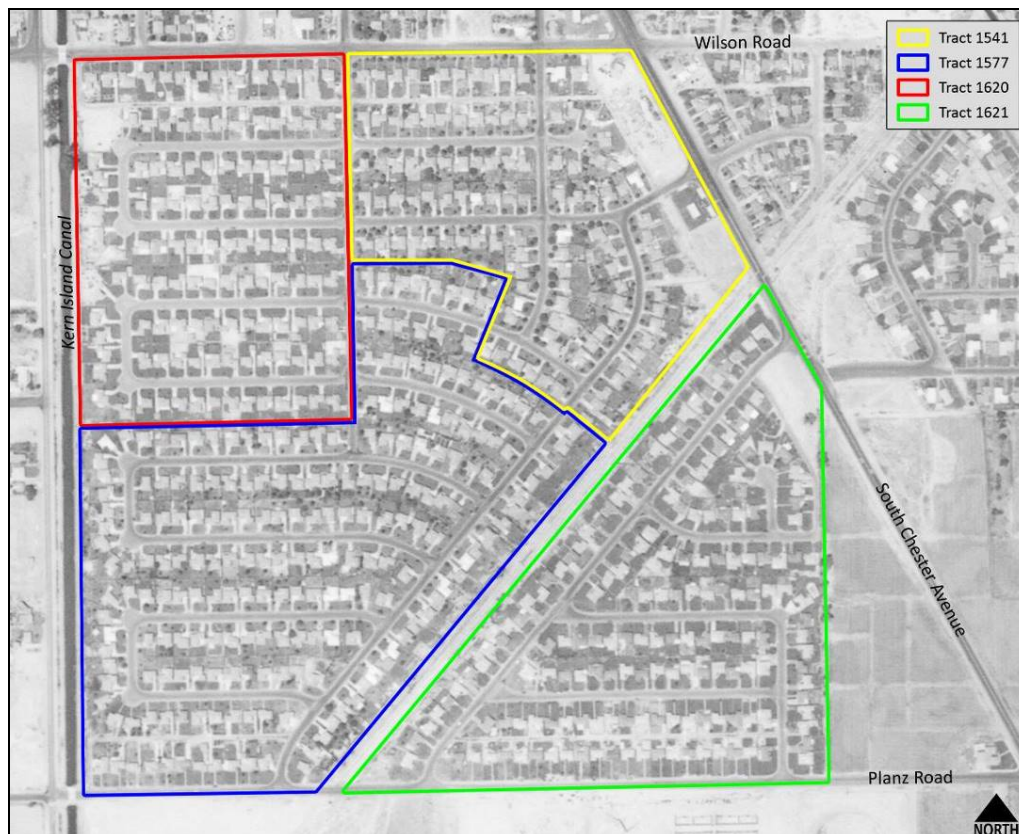 Wilson Road
Tract 1541
Tract 1577
Tract 1620
Tract 1621
Kern Island Canal
South Chester Avenue
Planz Road
NORTH